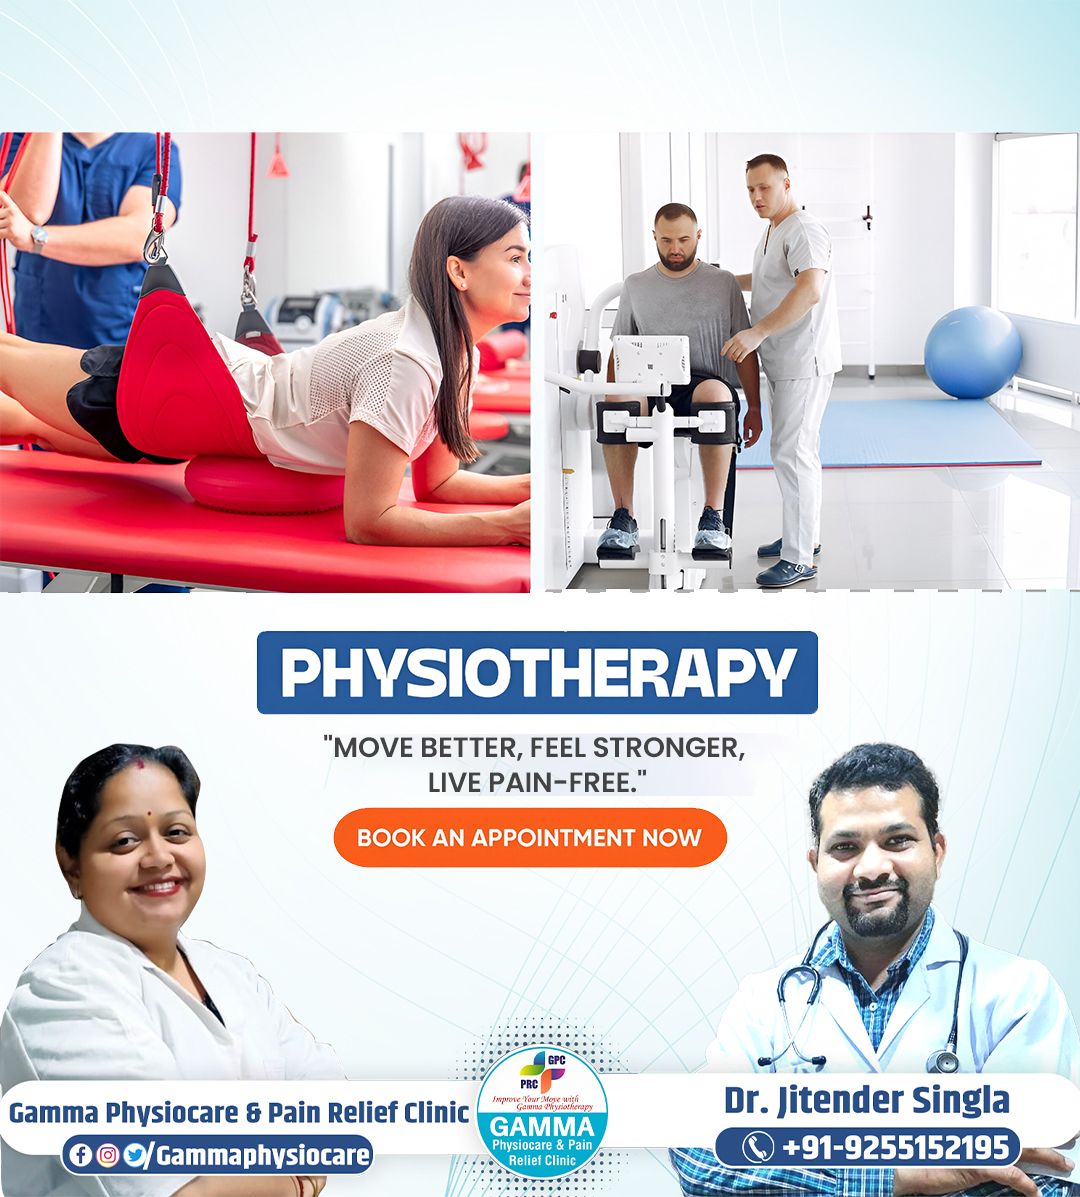 PHYSIOTHERAPY
"MOVE BETTER, FEEL STRONGER,
LIVE PAIN-FREE."
BOOK AN APPOINTMENT NOW
Gamma Physiocare & Pain Relief Clinic
/Gammaphysiocare
GPC
PRC
Improve Your Move with
Gamma Physiotherapy
GAMMA
Physiocare & Pain
Relief Clinic
Dr. Jitender Singla
+91-9255152195